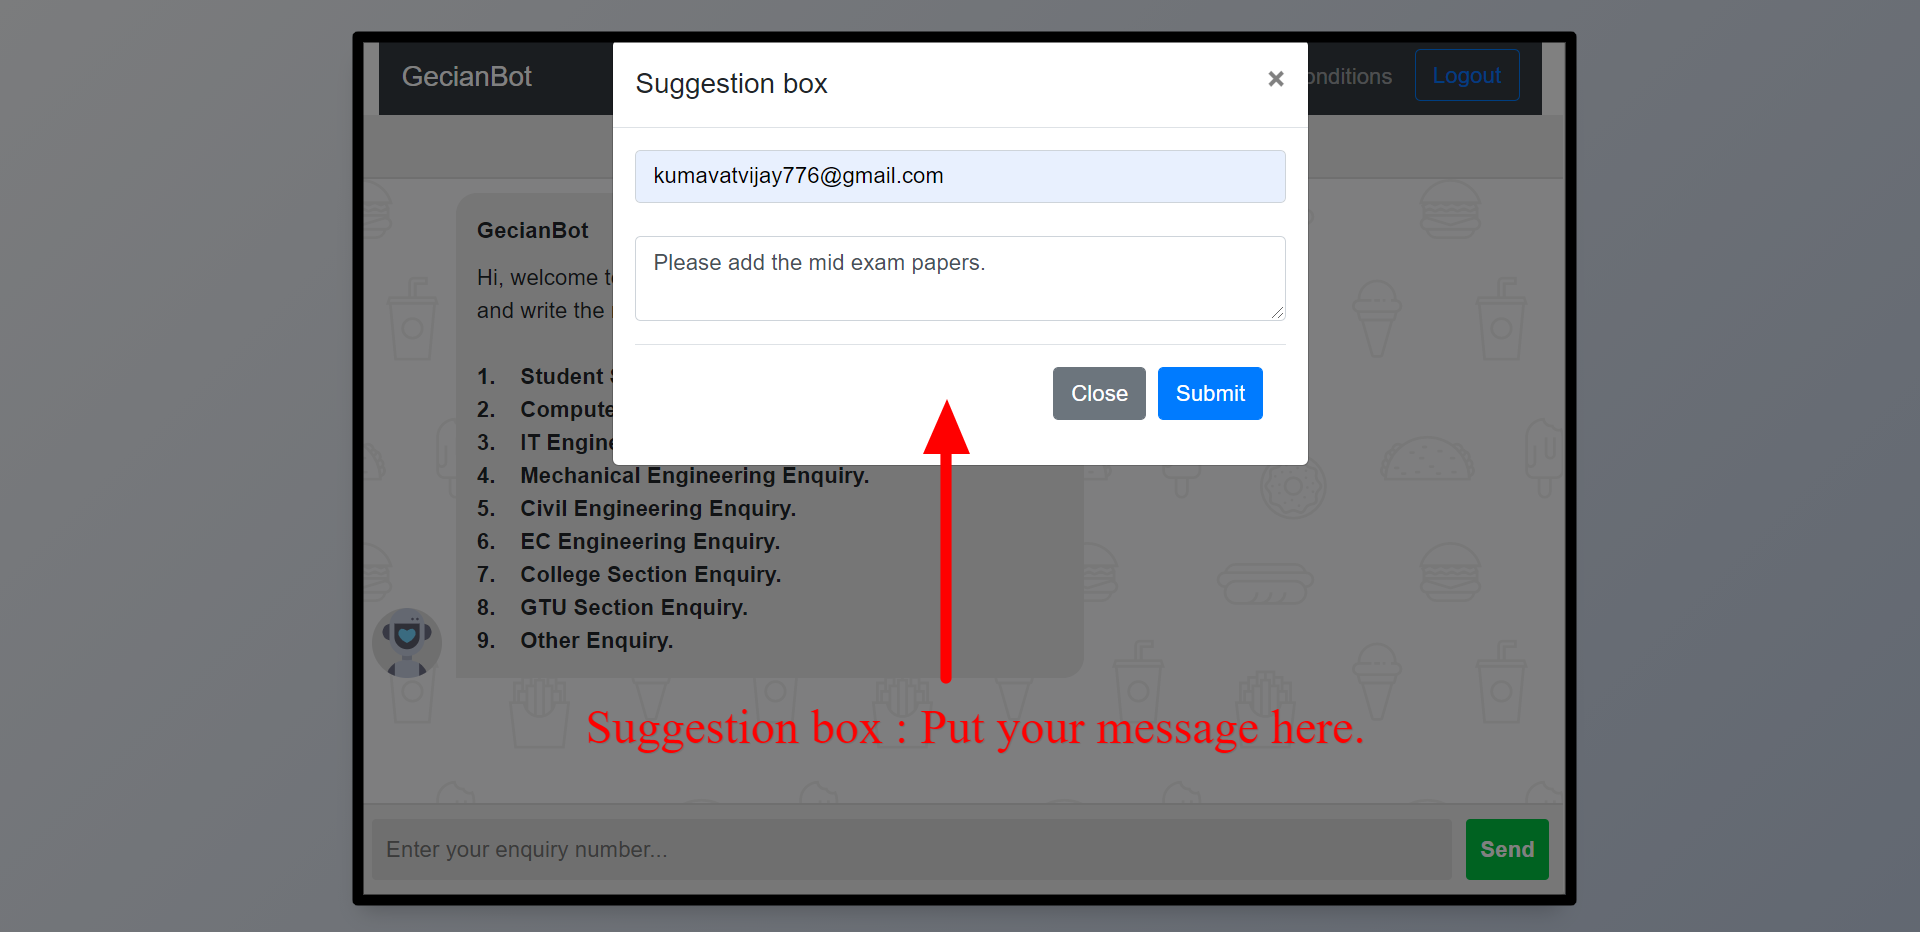 GecianBot
Suggestion box
×
Logout
kumavatvijay776@gmail.com
Please add the mid exam papers.
Close
Submit
GecianBot
Hi, welcome
and write the
1. Student
2.
3. IT
4. Mechanical Engineering Enquiry.
5. Civil Engineering Enquiry.
6. EC Engineering Enquiry.
7. College Section Enquiry.
8. GTU Section Enquiry.
9. Other Enquiry.
Suggestion box : Put your message here.
Enter your enquiry number...
Send